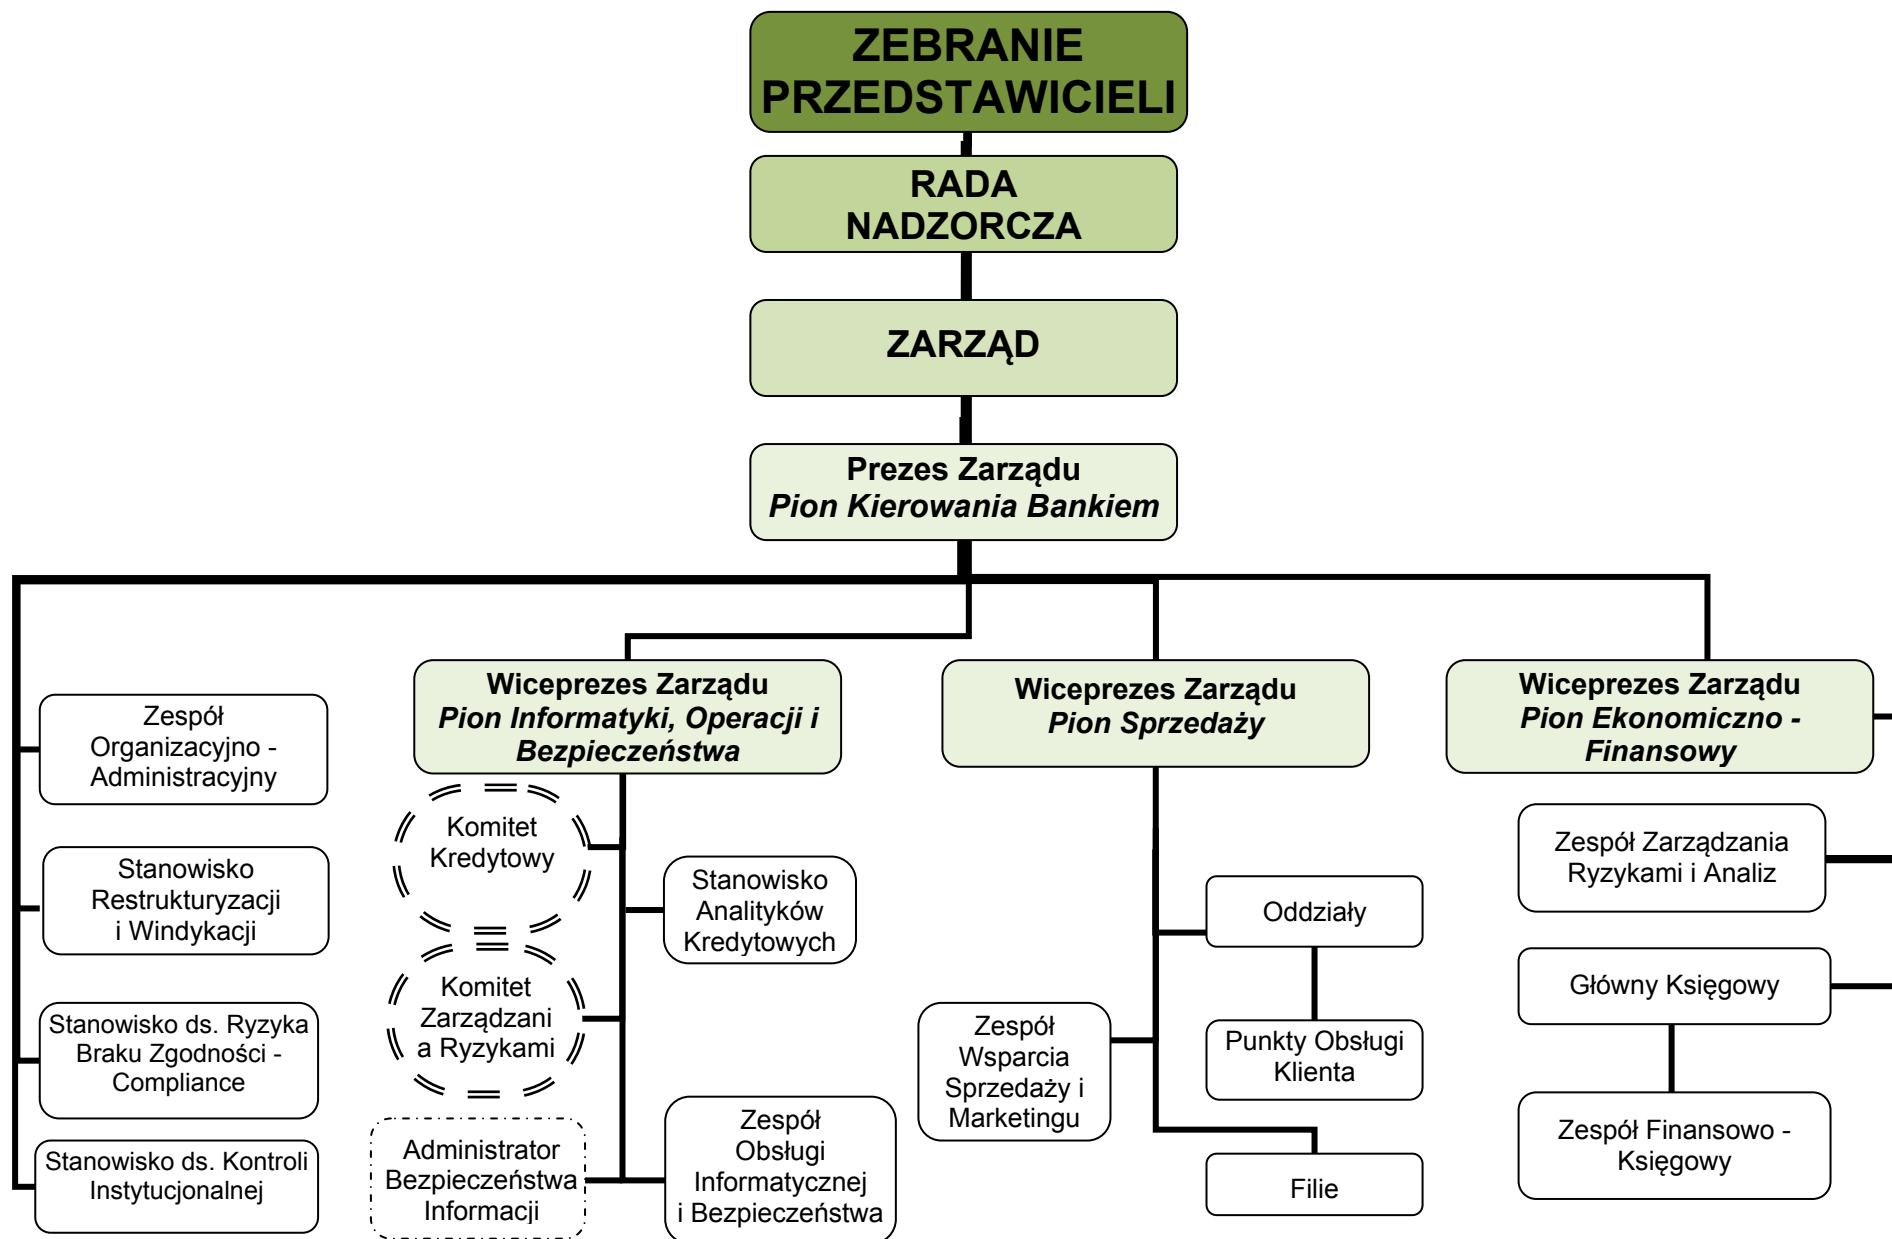 ZEBRANIE
PRZEDSTAWICIELI
RADA
NADZORCZA
ZARZĄD
Prezes Zarządu
Pion Kierowania Bankiem
Zespół
Organizacyjno -
Administracyjny
Stanowisko
Restrukturyzacji
i Windykacji
Stanowisko ds. Ryzyka
Braku Zgodności -
Compliance
Stanowisko ds. Kontroli
Instytucjonalnej
Wiceprezes Zarządu
Pion Informatyki, Operacji i
Bezpieczeństwa
Komitet
Kredytowy
Stanowisko
Analityków
Kredytowych
Komitet
Zarządzani
a Ryzykami
Administrator
Bezpieczeństwa
Informacji
Zespół
Obsługi
Informatycznej
i Bezpieczeństwa
Wiceprezes Zarządu
Pion Sprzedaży
Oddziały
Zespół
Wsparcia
Sprzedaży i
Marketingu
Punkty Obsługi
Klienta
Filie
Wiceprezes Zarządu
Pion Ekonomiczno -
Finansowy
Zespół Zarządzania
Ryzykami i Analiz
Główny Księgowy
Zespół Finansowo -
Księgowy